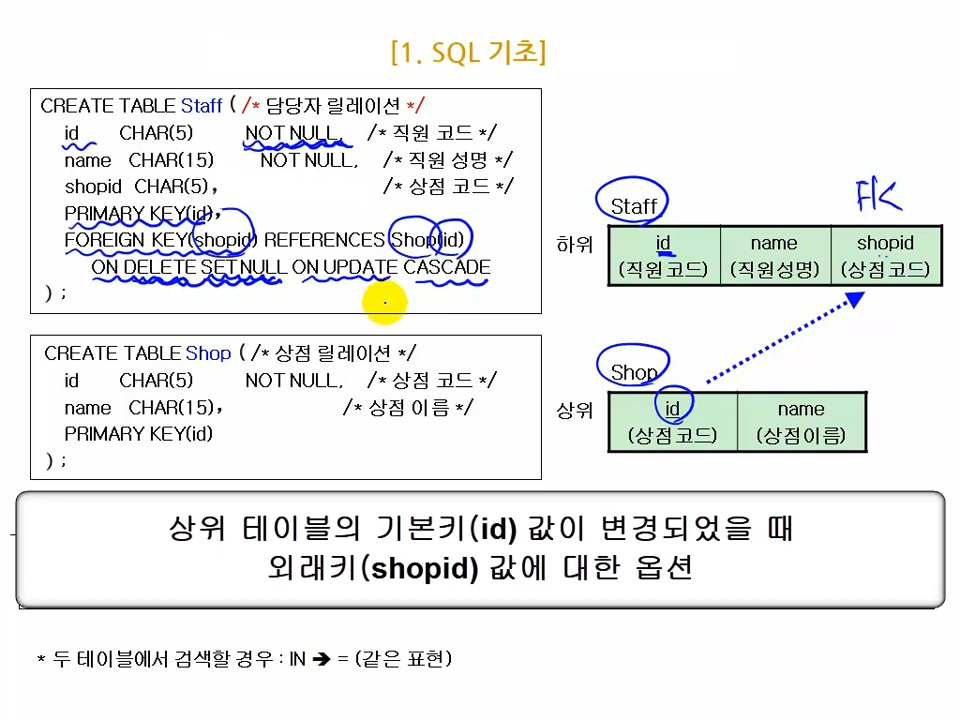 [1. SQL 기초]
CREATE TABLE Staff ( /* 담당자 릴레이션 */
id CHAR(5) NOT NULL, /* 직원 코드 */
name CHAR(15) NOT NULL, /* 직원 성명 */
shopid CHAR(5), /* 상점 코드 */
PRIMARY KEY(id),
FOREIGN KEY(shopid) REFERENCES Shop(id)
ON DELETE SET NULL ON UPDATE CASCADE
) ;
CREATE TABLE Shop ( /* 상점 릴레이션 */
id CHAR(5) NOT NULL, /* 상점 코드 */
name CHAR(15), /* 상점 이름 */
PRIMARY KEY(id)
) ;
FK
Staff
하위
id name shopid
(직원코드) (직원성명) (상점코드)
Shop
상위
id name
(상점코드) (상점이름)
상위 테이블의 기본키(id) 값이 변경되었을 때
외래키(shopid) 값에 대한 옵션
* 두 테이블에서 검색할 경우 : IN ➔ = (같은 표현)